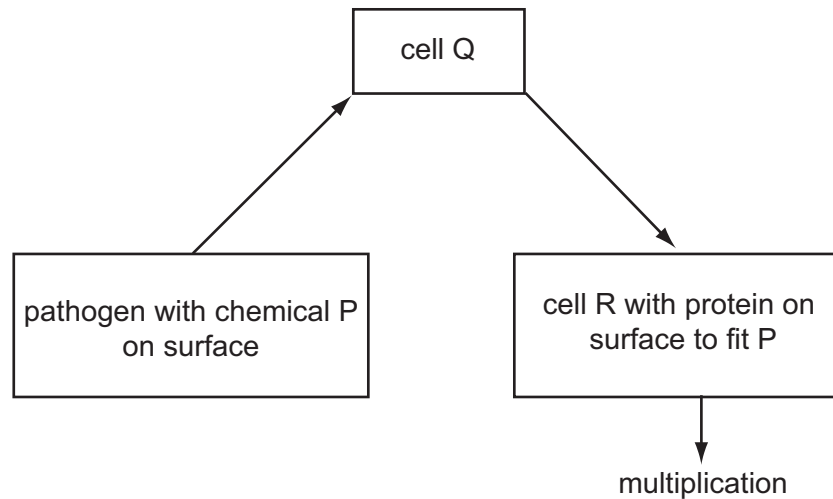 cell Q
pathogen with chemical P
on surface
cell R with protein on
surface to fit P
multiplication